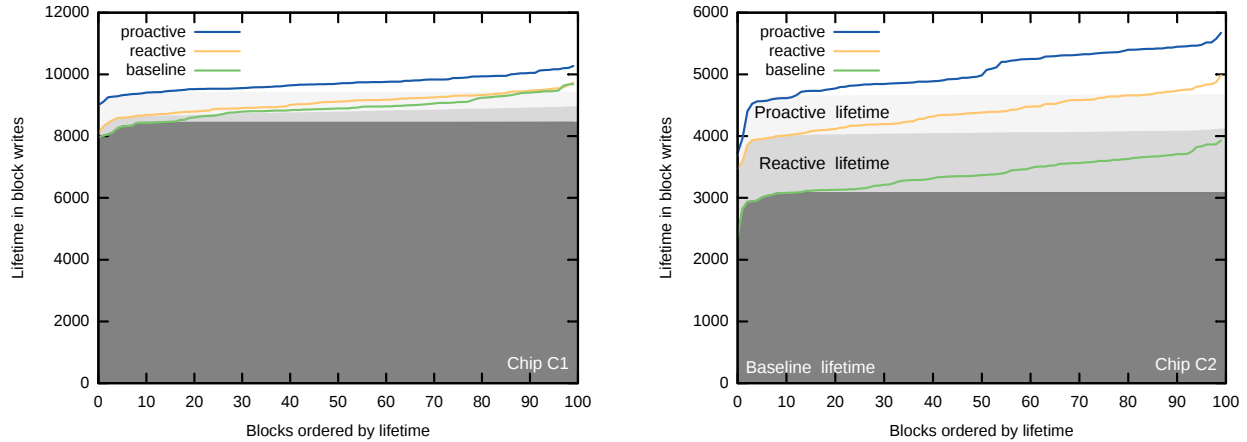 12000
10000
8000
6000
4000
2000
0
proactive
reactive
baseline
Chip C1
0 10 20 30 40 50 60 70 80 90 100
Blocks ordered by lifetime
Lifetime in block writes
6000
5000
4000
3000
2000
1000
0
proactive
reactive
baseline
Proactive lifetime
Reactive lifetime
Baseline lifetime
Chip C2
0 10 20 30 40 50 60 70 80 90 100
Blocks ordered by lifetime
Lifetime in block writes